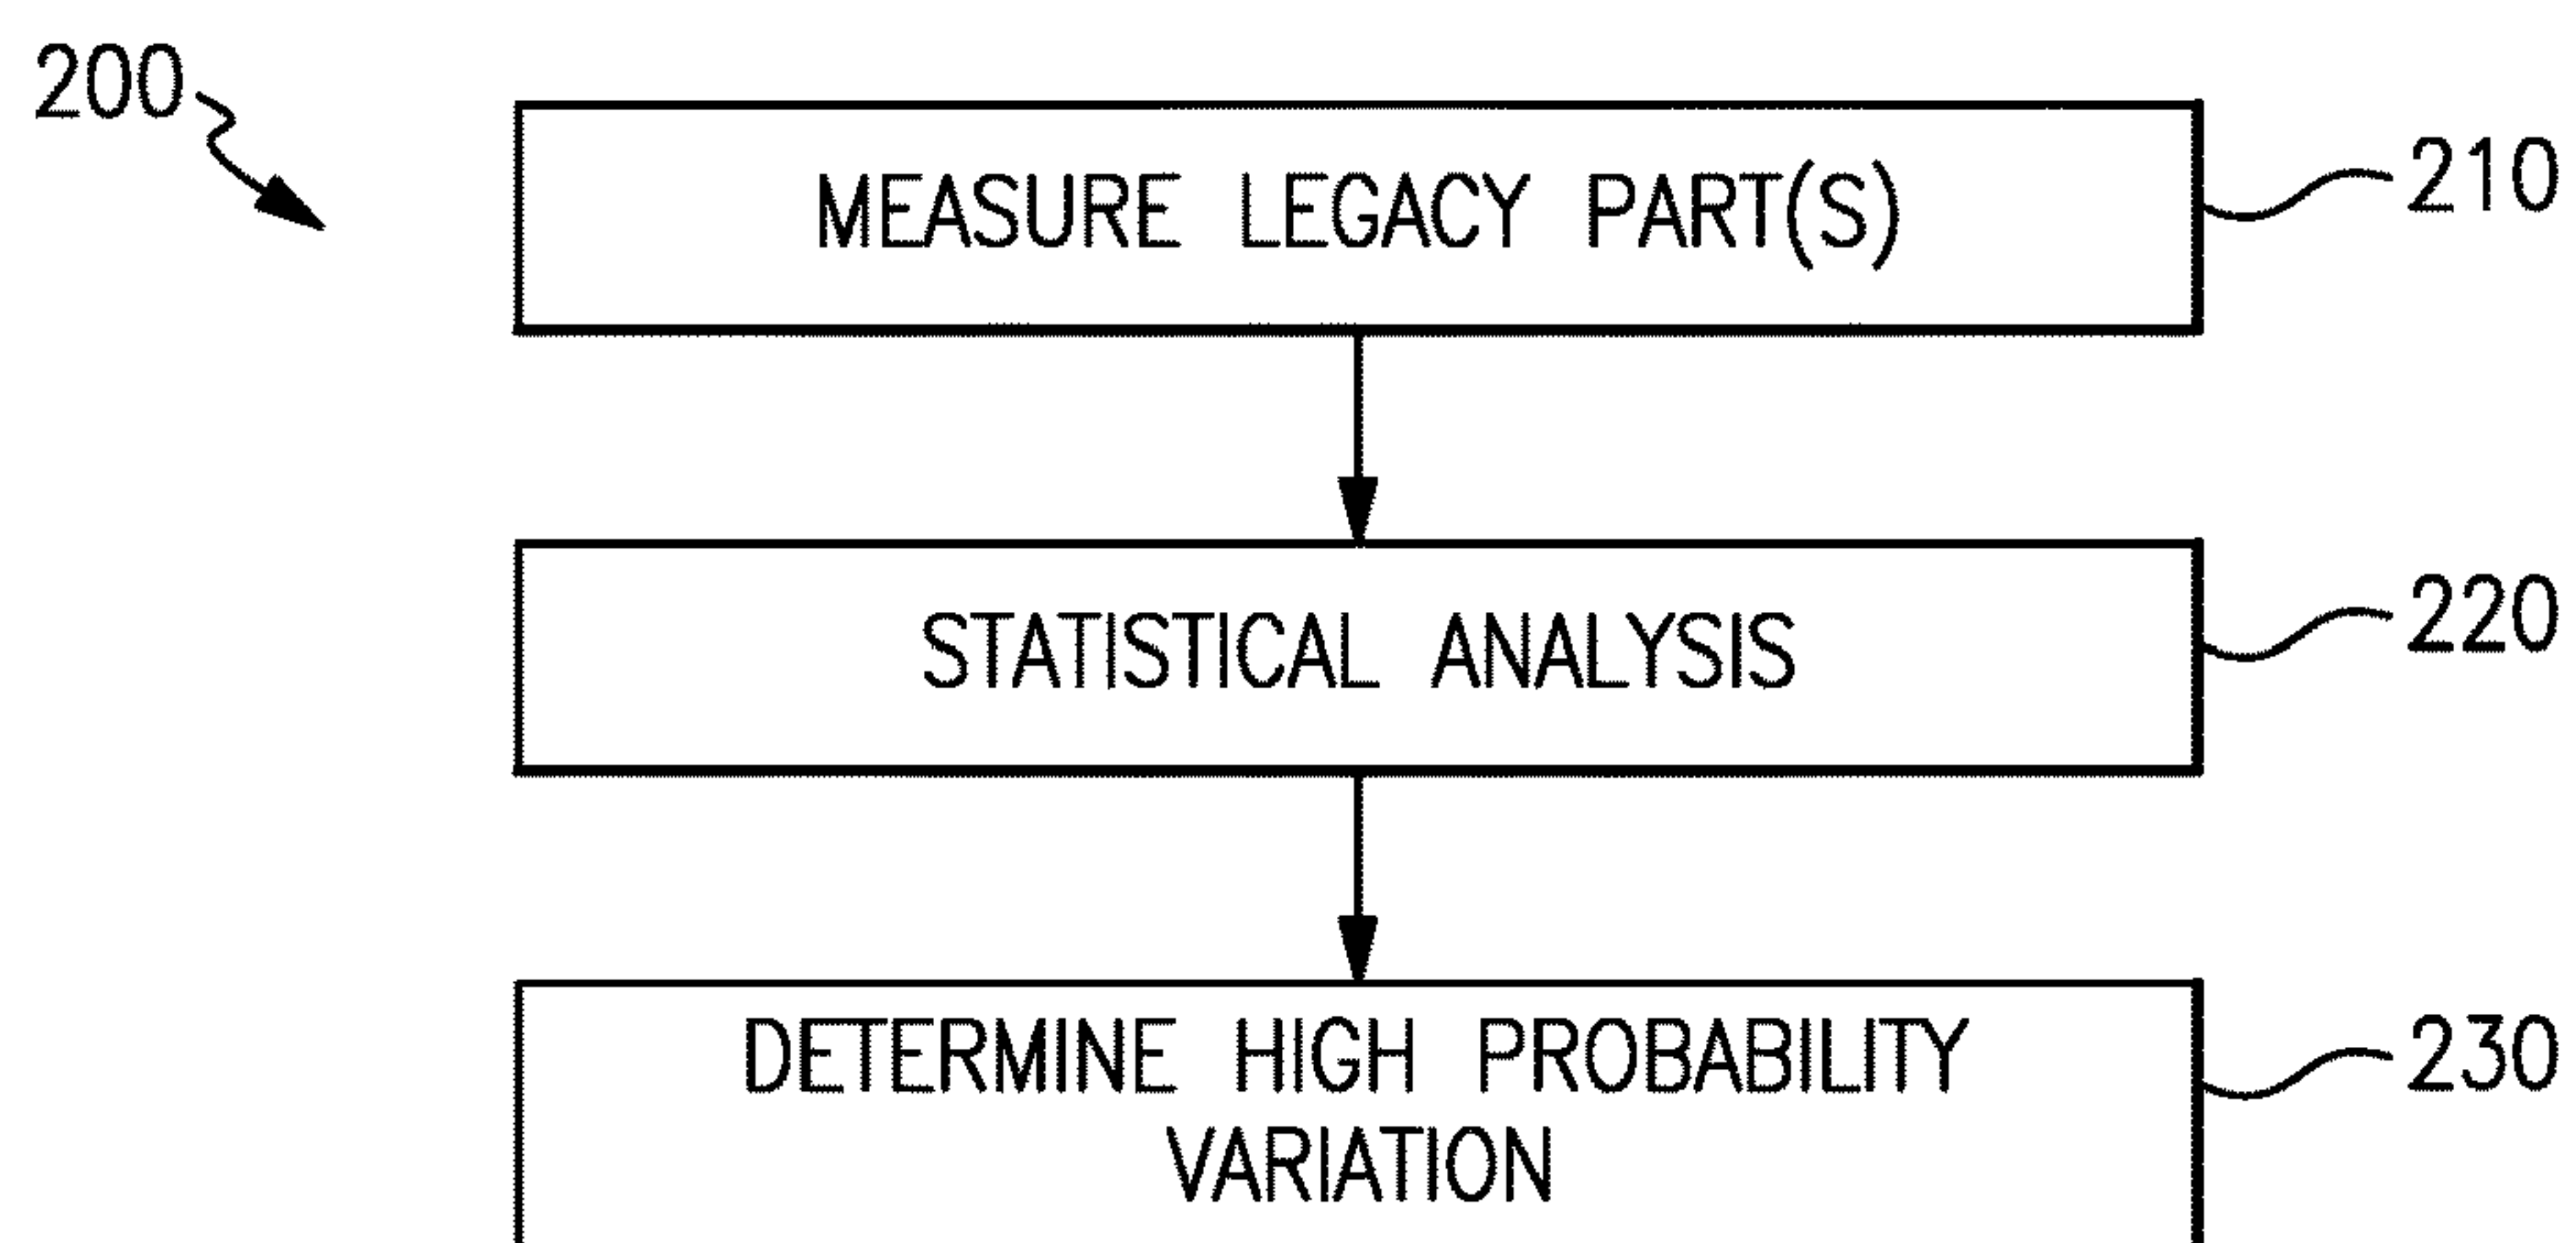 200
MEASURE LEGACY PART(S)
210
STATISTICAL ANALYSIS
220
DETERMINE HIGH PROBABILITY
VARIATION
230